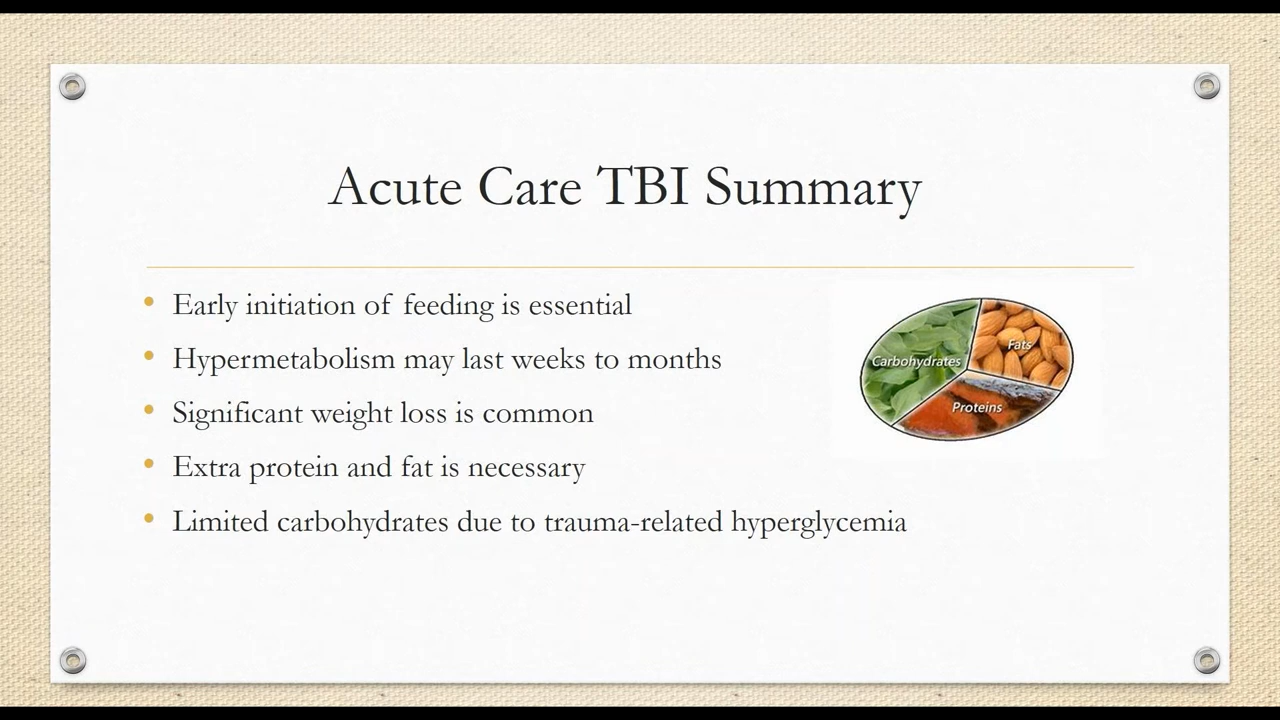 Acute Care TBI Summary
Early initiation of feeding is essential
Hypermetabolism may last weeks to months
Significant weight loss is common
Extra protein and fat is necessary
Limited carbohydrates due to trauma-related hyperglycemia
Fats
Carbohydrates
Proteins